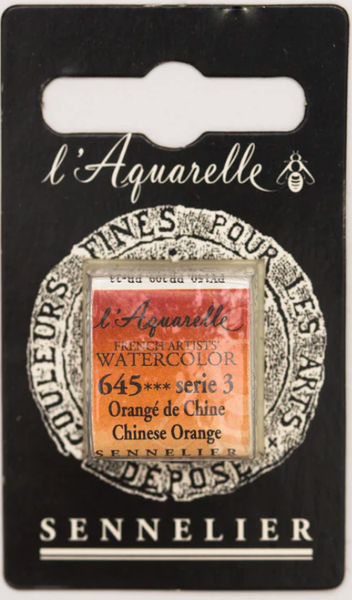 l'Aquarelle
COULEURS FINES POUR LES ARTS
DÉPOSÉ
l'Aquarelle
FRENCH ARTISTS'
WATERCOLOR
645*** serie 3
Orangé de Chine
Chinese Orange
SENNELIER
SENNELIER